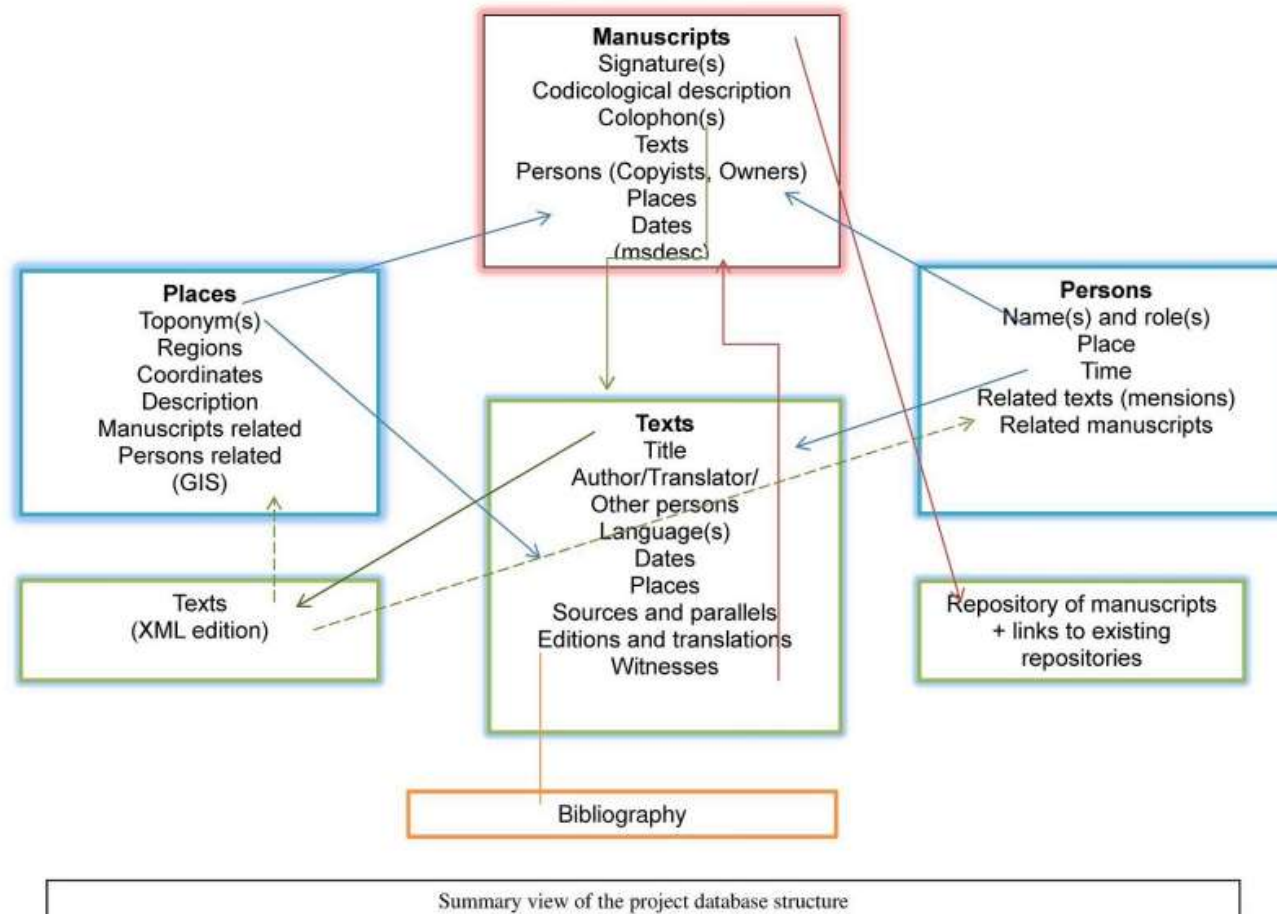 Manuscripts
Signature(s)
Codicological description
Colophon(s)
Texts
Persons (Copyists, Owners)
Places
Dates
(msdesc)
Places
Toponym(s)
Regions
Coordinates
Description
Manuscripts related
Persons related
(GIS)
Persons
Name(s) and role(s)
Place
Time
Related texts (mensions)
Related manuscripts
Texts
Title
Author/Translator/
Other persons
Language(s)
Dates
Places
Sources and parallels
Editions and translations
Witnesses
Texts
(XML edition)
Repository of manuscripts
+ links to existing
repositories
Bibliography
Summary view of the project database structure